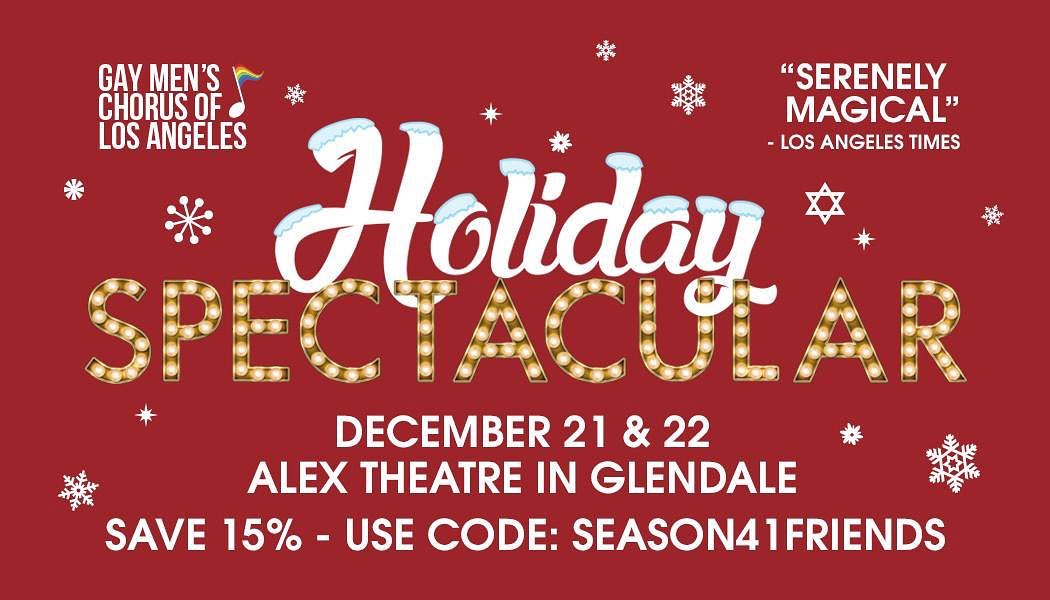 GAY MEN'S
CHORUS OF
LOS ANGELES
“SERENELY
MAGICAL”
- LOS ANGELES TIMES
Holiday
SPECTACULAR
DECEMBER 21 & 22
ALEX THEATRE IN GLENDALE
SAVE 15% - USE CODE: SEASON41FRIENDS